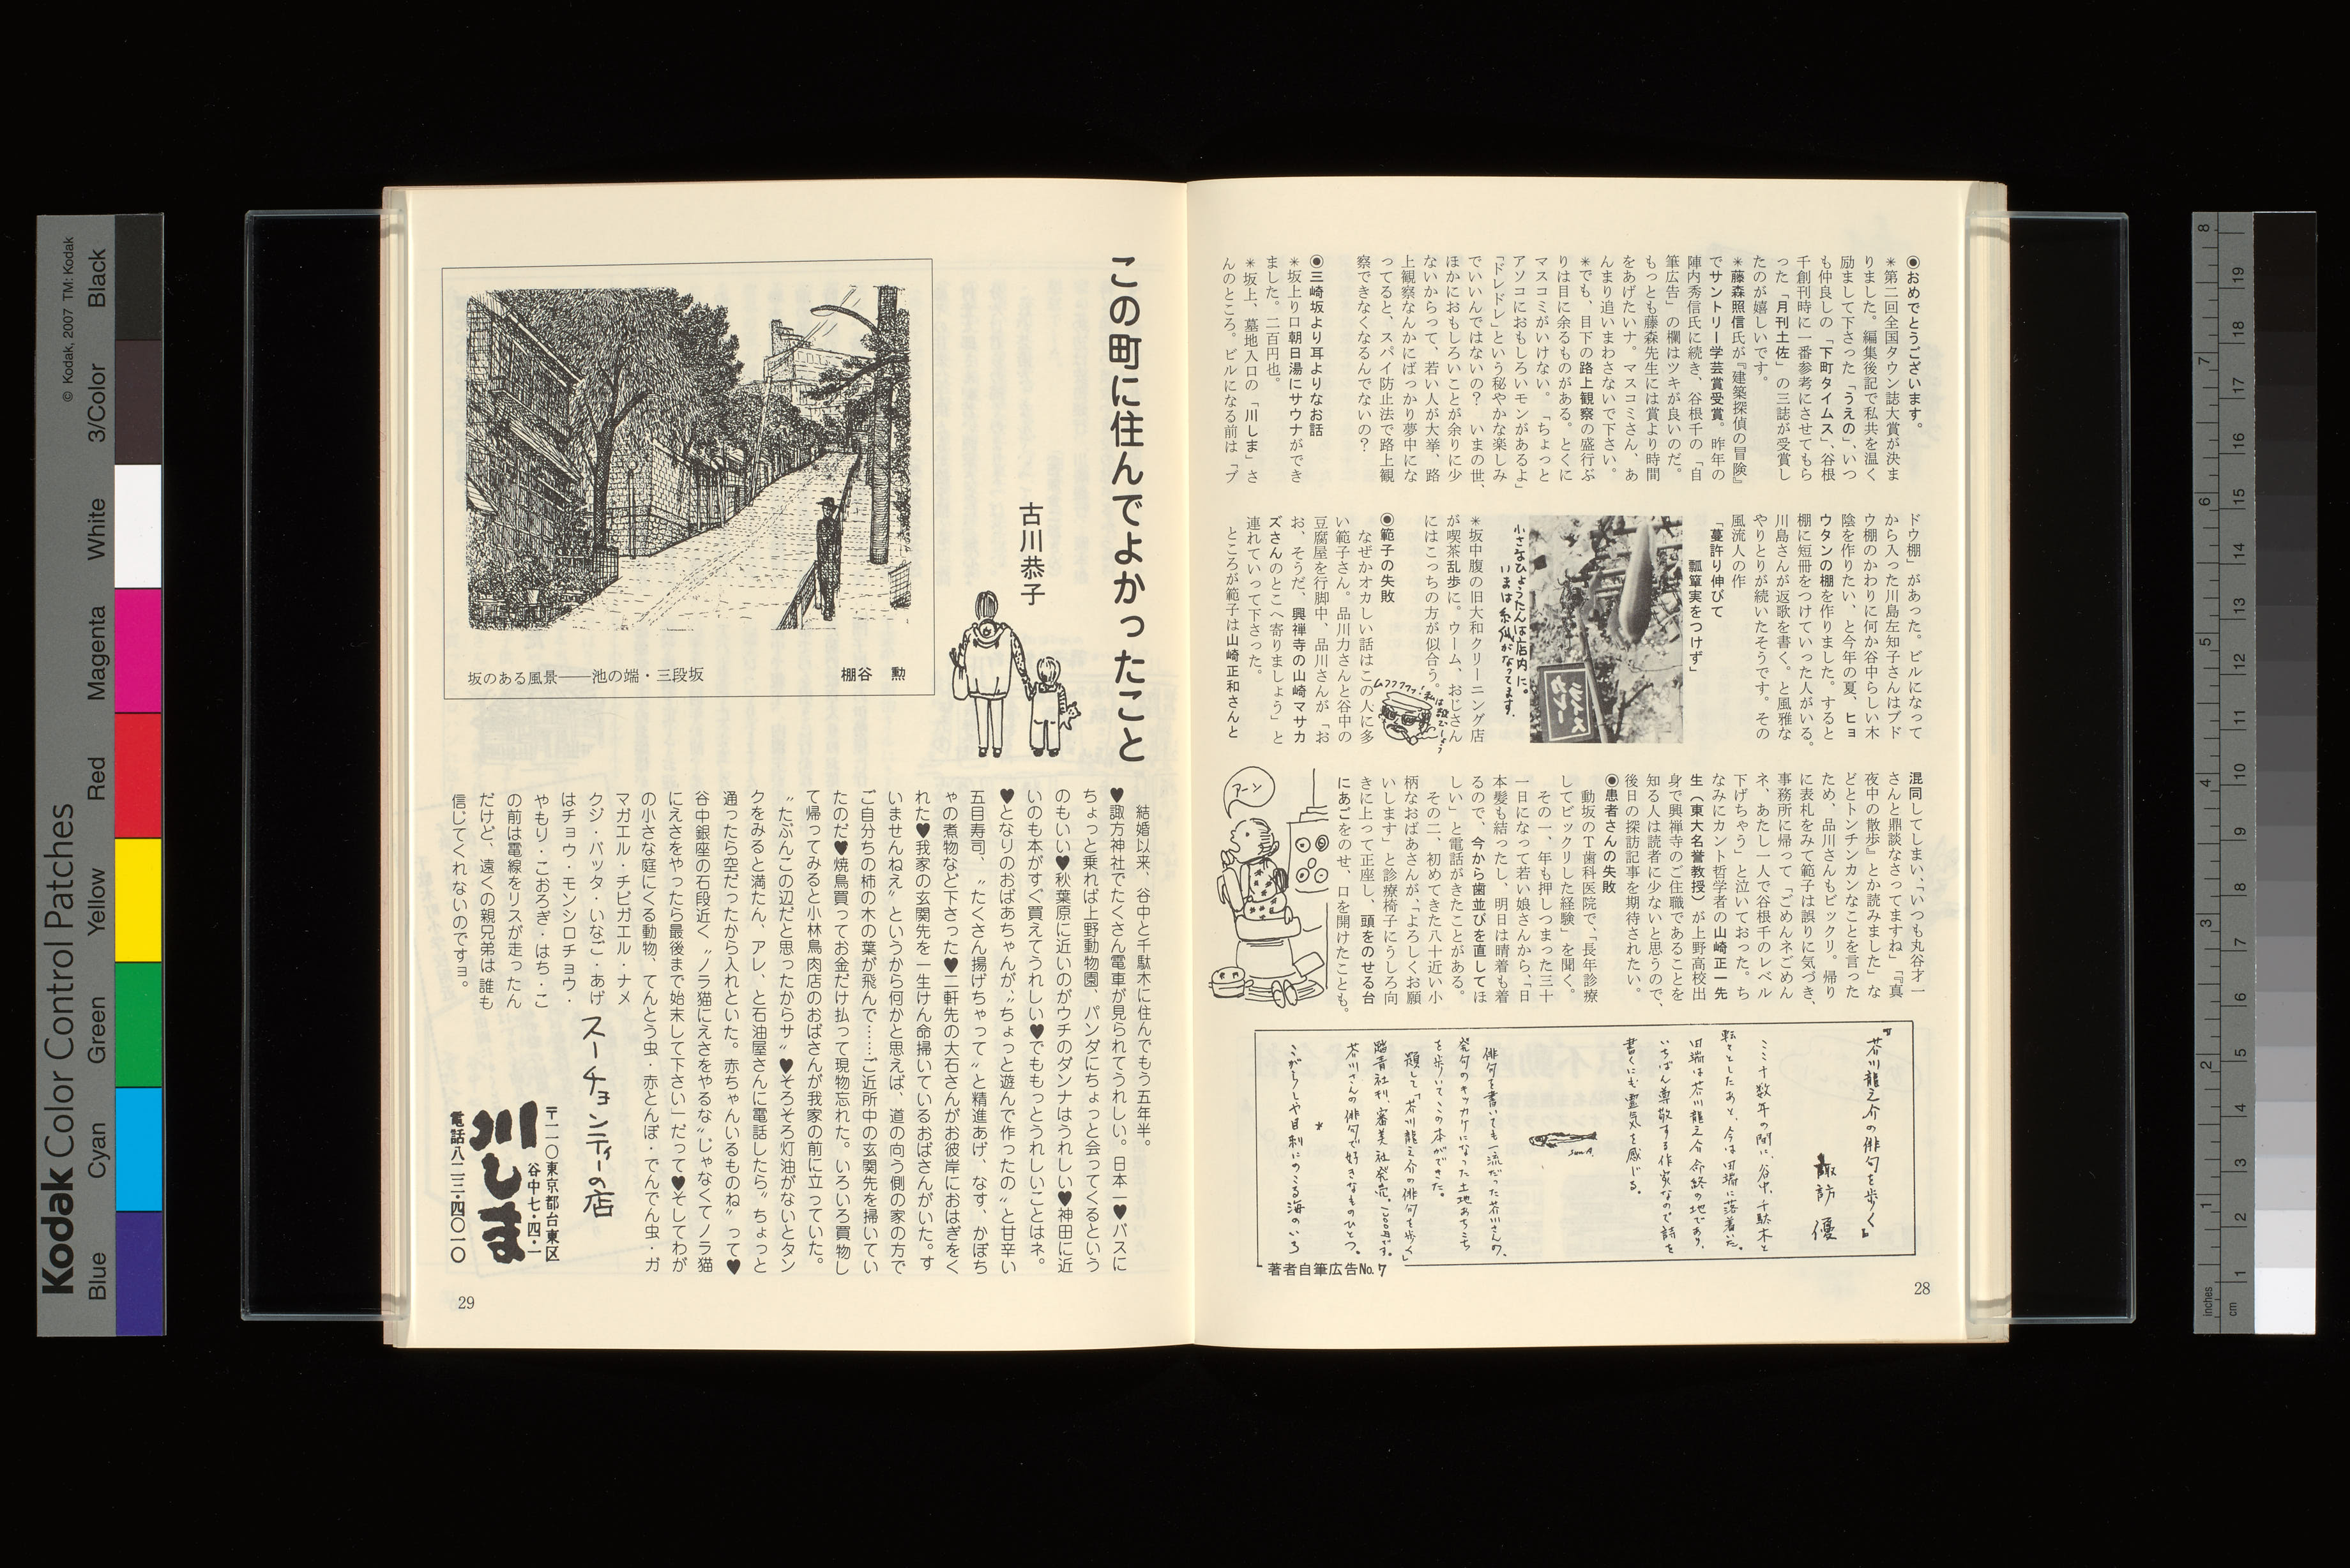 ◉おめでとうございます。
＊第二回全国タウン誌大賞が決ま
りました。編集後記で私共を温く
励まして下さった「うえの」、いつ
も仲良しの「下町タイムス」、谷根
千創刊時に一番参考にさせてもら
った「月刊土佐」の三誌が受賞し
たのが嬉しいです。
＊藤森照信氏が『建築探偵の冒険』
でサントリー学芸賞受賞。昨年の
陣内秀信氏に続き、谷根千の「自
筆広告」の欄はツキが良いのだ。
もっとも藤森先生には賞より時間
をあげたいナ。マスコミさん、あ
んまり追いまわさないで下さい。
＊でも、目下の路上観察の盛行ぶ
りは目に余るものがある。とくに
マスコミがいけない。「ちょっと
アソコにおもしろいモンがあるよ」
「ドレドレ」という秘やかな楽しみ
でいいんではないの？ いまの世、
ほかにおもしろいことが余りに少
ないからって、若い人が大挙、路
上観察なんかにばっかり夢中にな
ってると、スパイ防止法で路上観
察できなくなるんでないの？
◉三崎坂より耳よりなお話
＊坂上り口朝日湯にサウナができ
ました。二百円也。
＊坂上、墓地入口の「川しま」さ
んのところ。ビルになる前は「ブ
ドウ棚」があった。ビルになって
から入った川島左知子さんはブド
ウ棚のかわりに何か谷中らしい木
陰を作りたい、と今年の夏、ヒョ
ウタンの棚を作りました。すると
棚に短冊をつけていった人がいる。
川島さんが返歌を書く。と風雅な
やりとりが続いたそうです。その
風流人の作
「蔓許り伸びて
瓢箪実をつけず」
小さなひょうたんは店内に。
いまは糸瓜がなってます。
＊坂中腹の旧大和クリーニング店
が喫茶乱歩に。ウーム、おじさん
にはこっちの方が似合う。
ムフフフフ！
◉範子の失敗
なぜかオカしい話はこの人に多
い範子さん。品川力さんと谷中の
豆腐屋を行脚中、品川さんが「お
お、そうだ、興禅寺の山崎マサカ
ズさんのとこへ寄りましょう」と
連れていって下さった。
ところが範子は山崎正和さんと
混同してしまい、「いつも丸谷才一
さんと鼎談なさってますね」「『真
夜中の散歩』とか読みました」な
どとトンチンカンなことを言った
ため、品川さんもビックリ。帰り
に表札をみて範子は誤りに気づき、
事務所に帰って「ごめんネごめん
ネ、あたし一人で谷根千のレベル
下げちゃう」と泣いておった。ち
なみにカント哲学者の山崎正一先
生（東大名誉教授）が上野高校出
身で興禅寺のご住職であることを
知る人は読者に少ないと思うので、
後日の探訪記事を期待されたい。
◉患者さんの失敗
動坂のＴ歯科医院で、「長年診療
してビックリした経験」を聞く。
その一、年も押しつまった三十
一日になって若い娘さんから、「日
本髪も結ったし、明日は晴着も着
るので、今から歯並びを直してほ
しい」と電話がきたことがある。
その二、初めてきた八十近い小
柄なおばあさんが、「よろしくお願
いします」と診療椅子にうしろ向
きに上って正座し、頭をのせる台
にあごをのせ、口を開けたことも。
アーン
『芥川龍之介の俳句を歩く』
諏訪 優
ここ十数年の間に、谷中、千駄木と
転々としたあと、今は田端に落着いた。
田端は芥川龍之介命終の地であり、
いちばん尊敬する作家なので詩を
書くにも霊気を感じる。
俳句を書いても一流だった芥川さんの、
発句のキッカケになった土地あちこち
を歩いてこの本ができた。
題して「芥川龍之介の俳句を歩く」
踏青社刊、審美社発売。
芥川さんの俳句で好きなものひとつ。
＊
こがらしや目刺にのこる海のいろ
著者自筆広告No.7
28
この町に住んでよかったこと
古川恭子
坂のある風景――池の端・三段坂
棚谷 勲
結婚以来、谷中と千駄木に住んでもう五年半。
♥諏方神社でたくさん電車が見られてうれしい。日本一♥バスに
ちょっと乗れば上野動物園、パンダにちょっと会ってくるという
のもいい♥秋葉原に近いのがウチのダンナはうれしい♥神田に近
いのも本がすぐ買えてうれしい♥でももっとうれしいことはネ。
♥となりのおばあちゃんが、〝ちょっと遊んで作ったの〟と甘辛い
五目寿司、〝たくさん揚げちゃって〟と精進あげ、なす、かぼち
ゃの煮物など下さった♥二軒先の大石さんがお彼岸におはぎをく
れた♥我家の玄関先を一生けん命掃いているおばさんがいた。す
いませんねえ〟というから何かと思えば、道の向う側の家の方で
ご自分ちの柿の木の葉が飛んで……ご近所中の玄関先を掃いてい
たのだ♥焼鳥買ってお金だけ払って現物忘れた。いろいろ買物し
て帰ってみると小林鳥肉店のおばさんが我家の前に立っていた。
〝たぶんこの辺だと思ったからサ〟♥そろそろ灯油がないとタン
クをみると満たん、アレ、と石油屋さんに電話したら〝ちょっと
通ったら空だったから入れといた。赤ちゃんいるものね〟って♥
谷中銀座の石段近く〝ノラ猫にえさをやるな〟じゃなくてノラ猫
にえさをやったら最後まで始末して下さい」だって♥そしてわが
の小さな庭にくる動物、てんとう虫・赤とんぼ・でんでん虫・ガ
マガエル・チビガエル・ナメ
クジ・バッタ・いなご・あげ
はチョウ・モンシロチョウ・
やもり・こおろぎ・はち・こ
の前は電線をリスが走ったん
だけど、遠くの親兄弟は誰も
信じてくれないのですョ。
スーチョンティーの店
〒一一〇東京都台東区
谷中七・四・一
川しま
電話八二三・四〇一〇
29
Kodak Color Control Patches
© Kodak, 2007 TM: Kodak
Blue Cyan Green Yellow Red Magenta White 3/Color Black
inches 1 2 3 4 5 6 7 8
cm 1 2 3 4 5 6 7 8 9 10 11 12 13 14 15 16 17 18 19